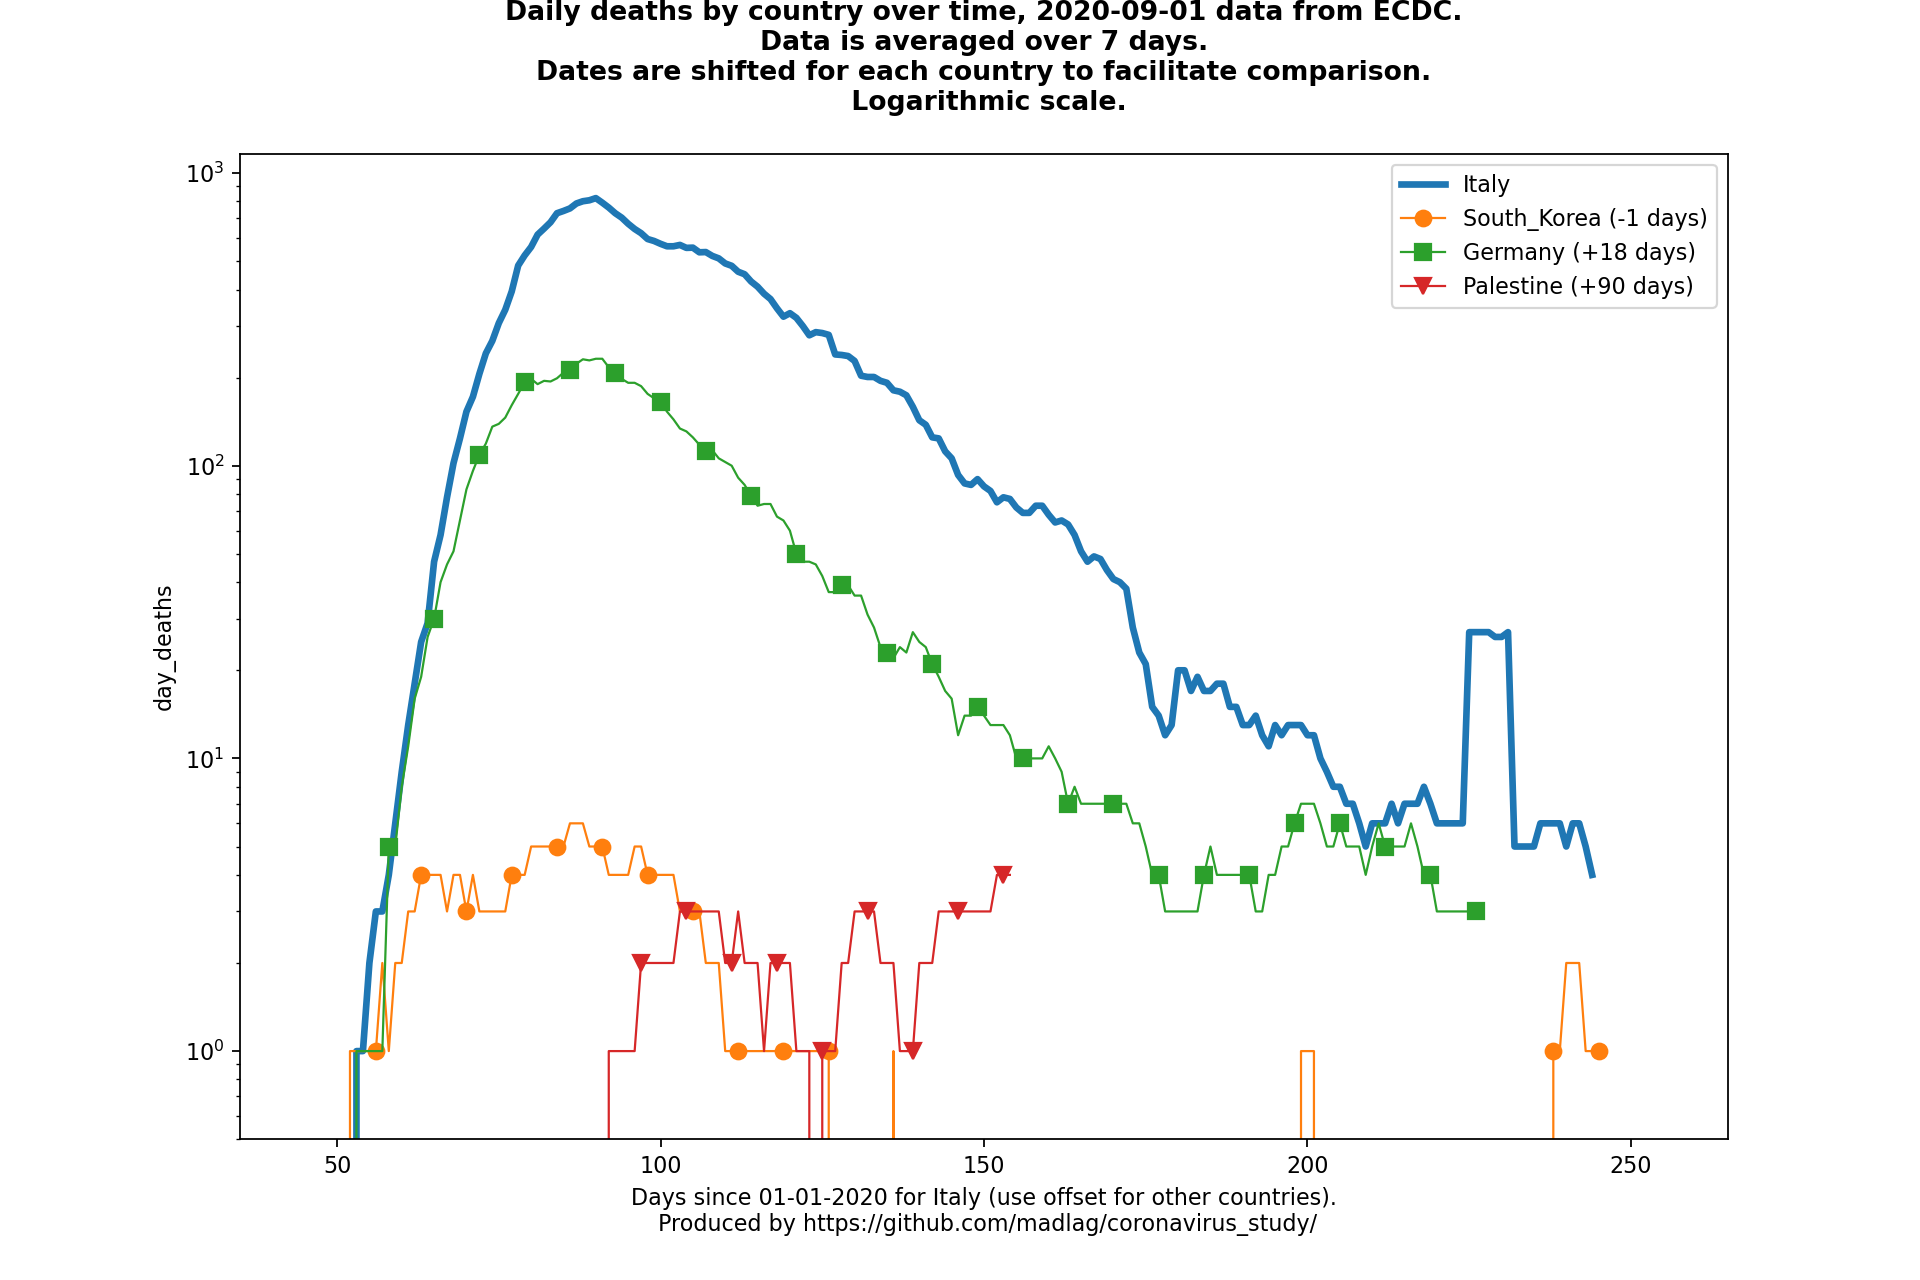 Daily deaths by country over time, 2020-09-01 data from ECDC.
Data is averaged over 7 days.
Dates are shifted for each country to facilitate comparison.
Logarithmic scale.
10³
10²
10¹
10⁰
day_deaths
Italy
South_Korea (-1 days)
Germany (+18 days)
Palestine (+90 days)
50 100 150 200 250
Days since 01-01-2020 for Italy (use offset for other countries).
Produced by https://github.com/madlag/coronavirus_study/